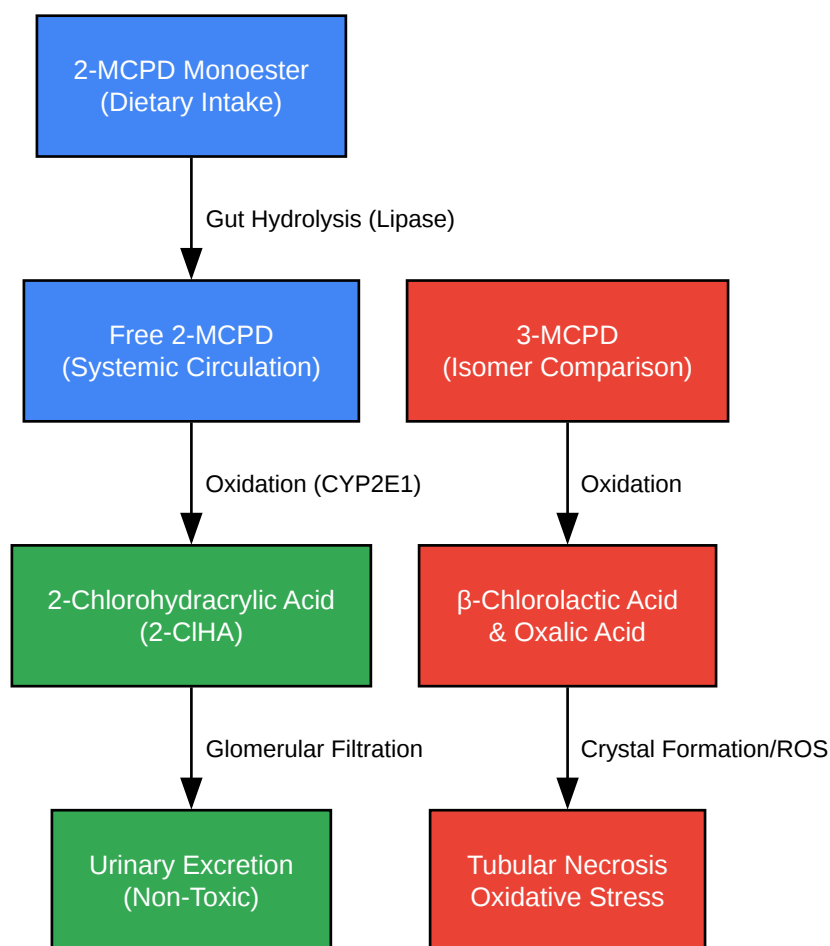 2-MCPD Monoester
(Dietary Intake)
Gut Hydrolysis (Lipase)
Free 2-MCPD
(Systemic Circulation)
3-MCPD
(Isomer Comparison)
Oxidation (CYP2E1)
Oxidation
2-Chlorohydracrylic Acid
(2-ClHA)
β-Chlorolactic Acid
& Oxalic Acid
Glomerular Filtration
Crystal Formation/ROS
Urinary Excretion
(Non-Toxic)
Tubular Necrosis
Oxidative Stress